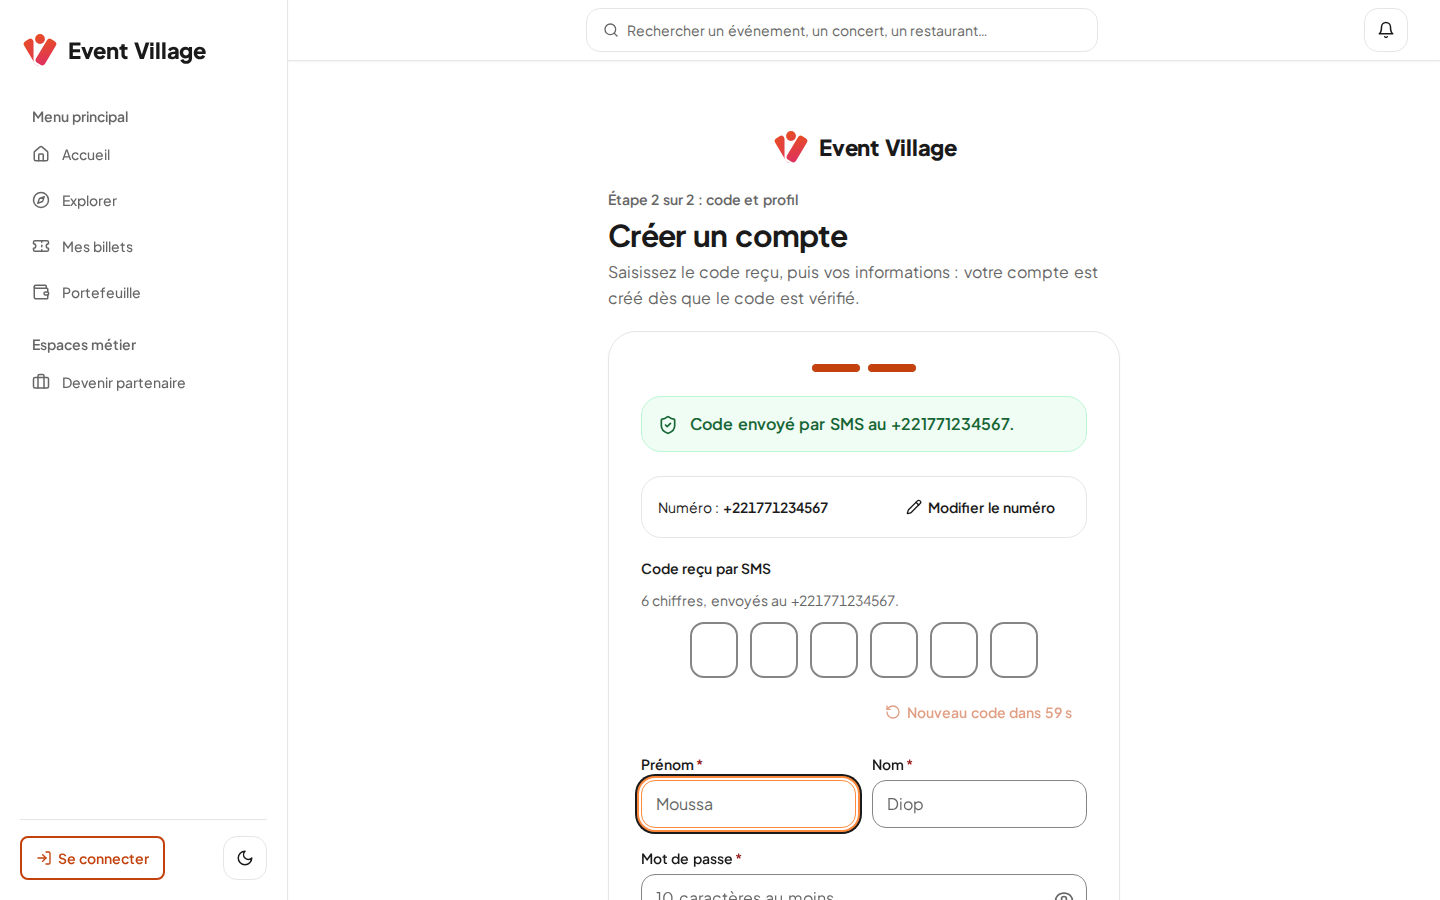 Event Village
Rechercher un événement, un concert, un restaurant…
Menu principal
Accueil
Explorer
Mes billets
Portefeuille
Espaces métier
Devenir partenaire
Se connecter
Event Village
Étape 2 sur 2 : code et profil
Créer un compte
Saisissez le code reçu, puis vos informations : votre compte est
créé dès que le code est vérifié.
Code envoyé par SMS au +221771234567.
Numéro : +221771234567
Modifier le numéro
Code reçu par SMS
6 chiffres, envoyés au +221771234567.
Nouveau code dans 59 s
Prénom *
Nom *
Moussa
Diop
Mot de passe *
10 caractères au moins